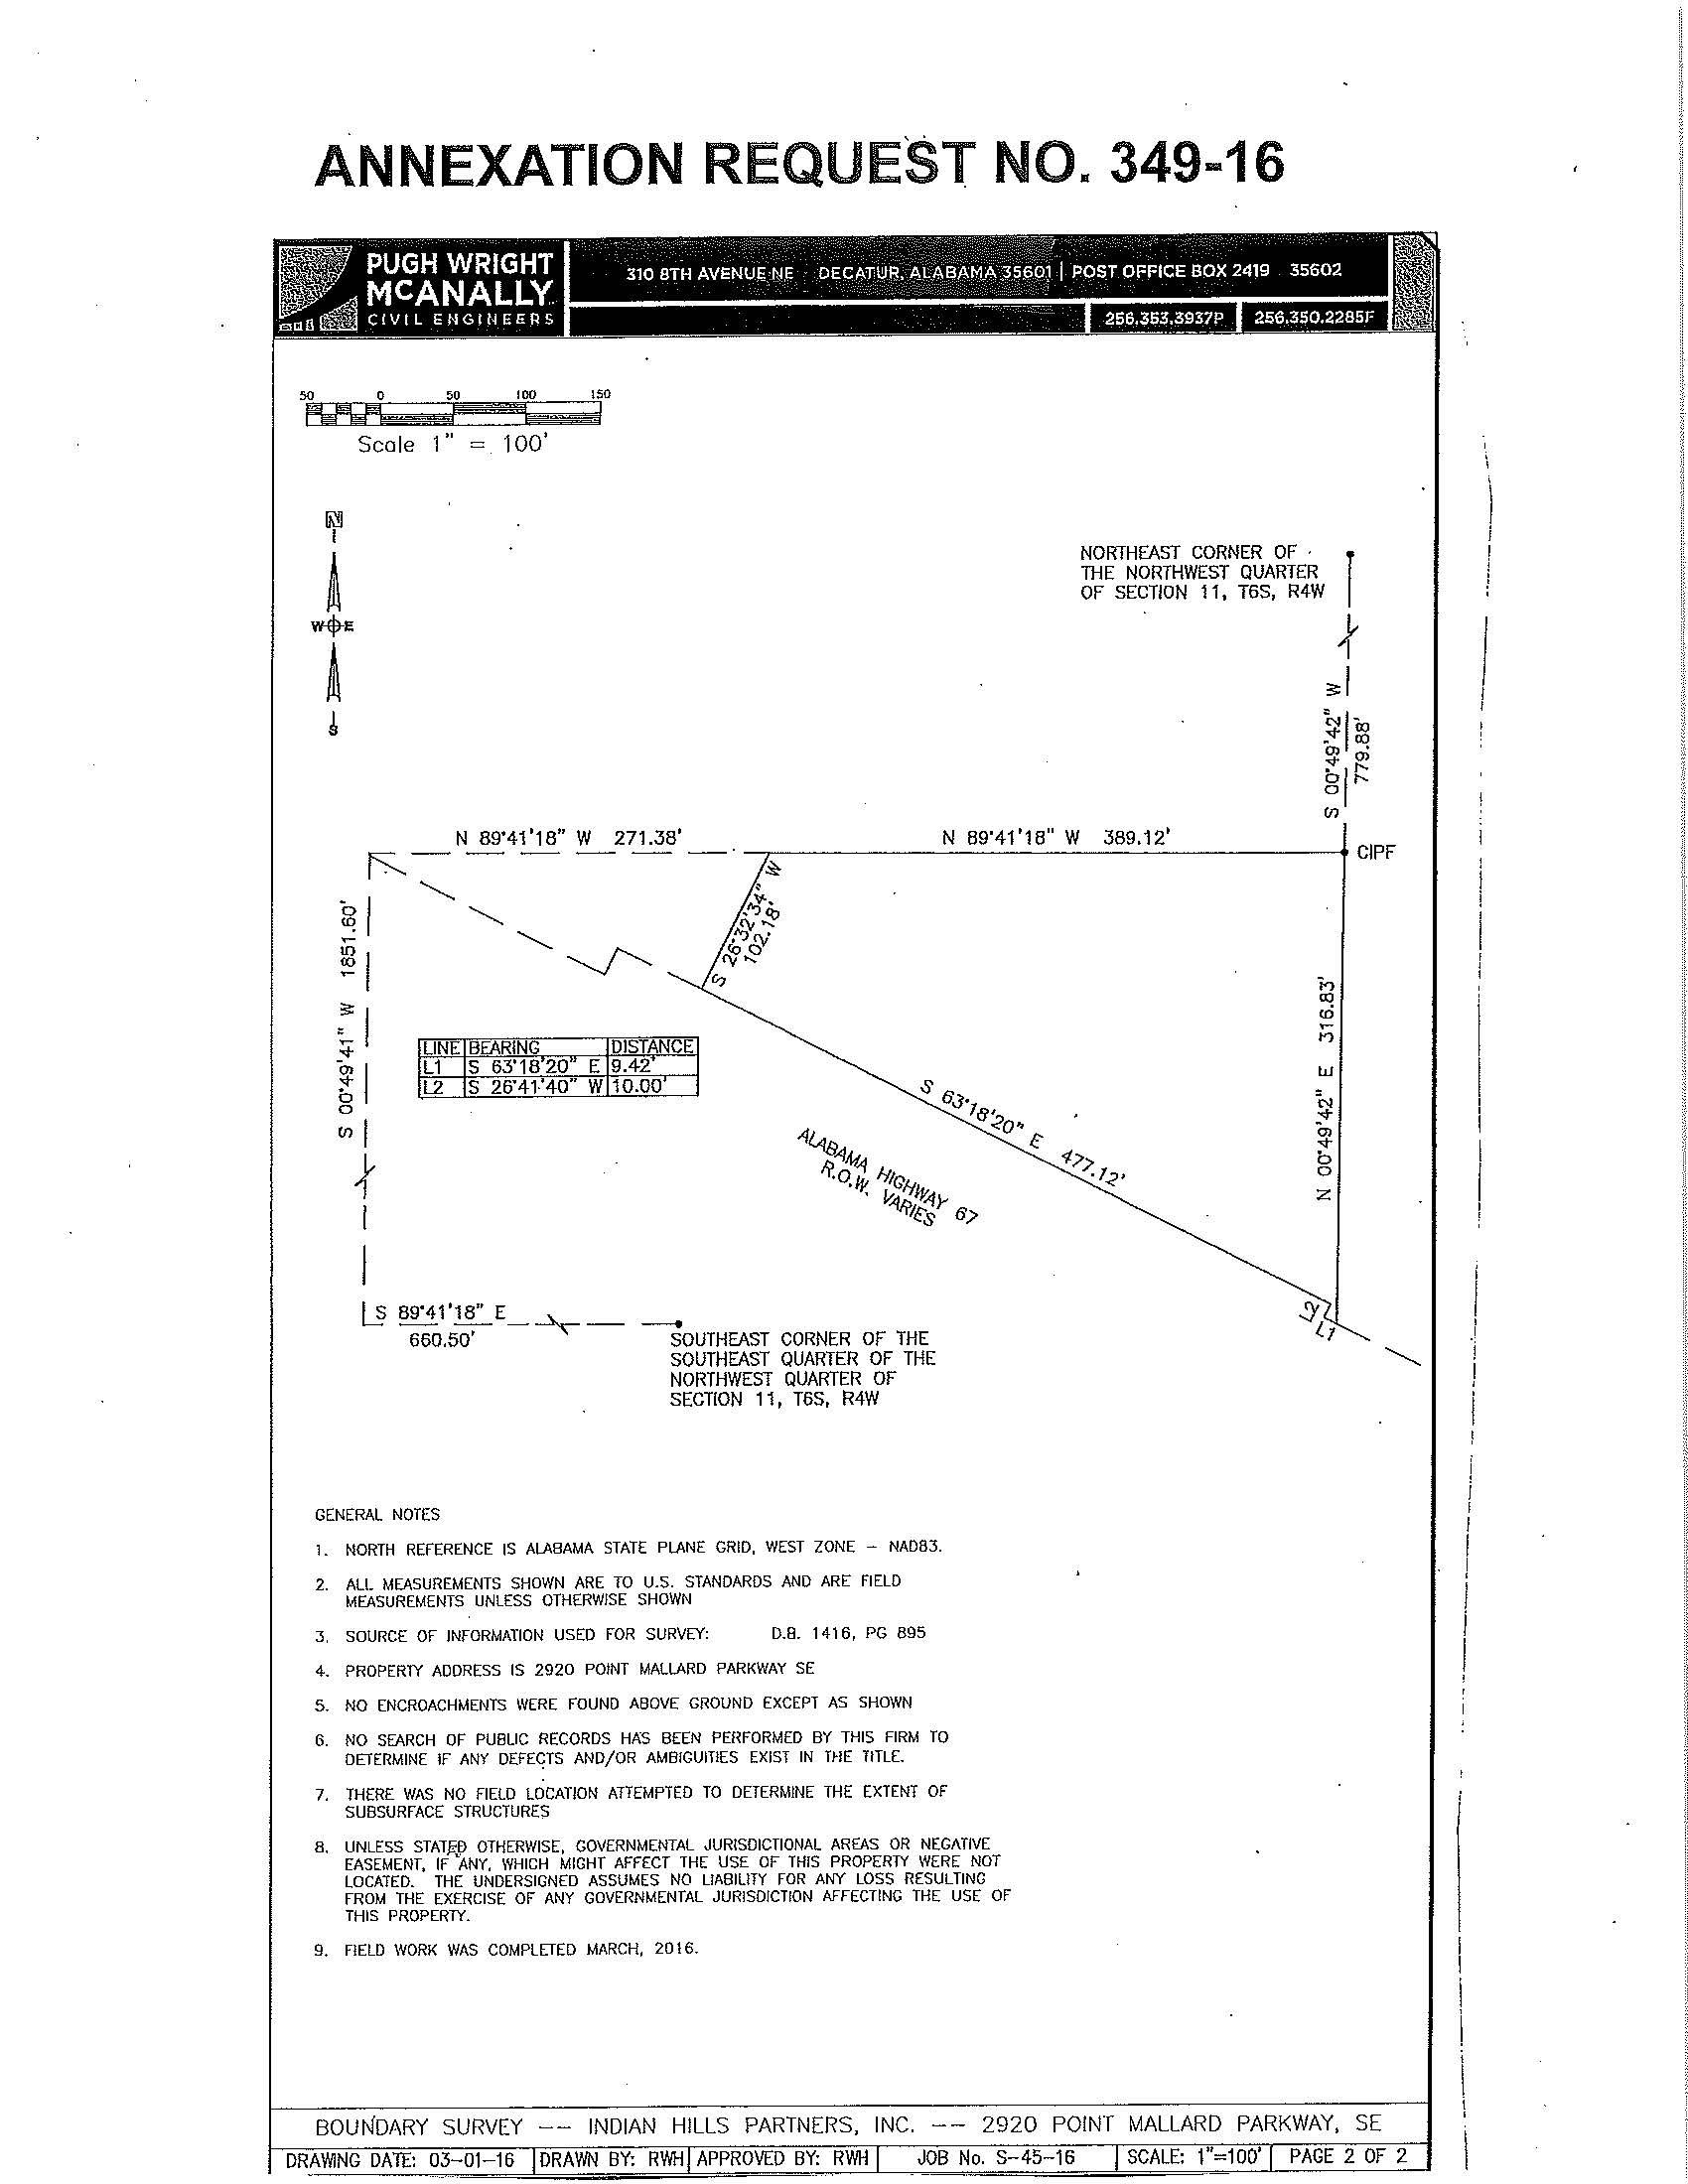 ANNEXATION REQUEST NO. 349-16
PUGH WRIGHT
MCANALLY
CIVIL ENGINEERS
310 8TH AVENUE NE DECATUR, ALABAMA 35601 | POST OFFICE BOX 2419 35602
256.353.3937P 256.350.2285F
50 0 50 100 150
Scale 1" = 100'
N
W E
S
NORTHEAST CORNER OF
THE NORTHWEST QUARTER
OF SECTION 11, T6S, R4W
S 00°49'42" W
779.88'
N 89°41'18" W 271.38'
N 89°41'18" W 389.12'
CIPF
S 26°32'34" W
102.18'
S 00°49'41" W 1851.60'
N 00°49'42" E 316.83'
LINE BEARING DISTANCE
L1 S 63°18'20" E 9.42'
L2 S 26°41'40" W 10.00'
S 63°18'20" E 477.12'
ALABAMA HIGHWAY 67
R.O.W. VARIES
L2
L1
S 89°41'18" E
660.50'
SOUTHEAST CORNER OF THE
SOUTHEAST QUARTER OF THE
NORTHWEST QUARTER OF
SECTION 11, T6S, R4W
GENERAL NOTES
1. NORTH REFERENCE IS ALABAMA STATE PLANE GRID, WEST ZONE – NAD83.
2. ALL MEASUREMENTS SHOWN ARE TO U.S. STANDARDS AND ARE FIELD
MEASUREMENTS UNLESS OTHERWISE SHOWN
3. SOURCE OF INFORMATION USED FOR SURVEY: D.B. 1416, PG 895
4. PROPERTY ADDRESS IS 2920 POINT MALLARD PARKWAY SE
5. NO ENCROACHMENTS WERE FOUND ABOVE GROUND EXCEPT AS SHOWN
6. NO SEARCH OF PUBLIC RECORDS HAS BEEN PERFORMED BY THIS FIRM TO
DETERMINE IF ANY DEFECTS AND/OR AMBIGUITIES EXIST IN THE TITLE.
7. THERE WAS NO FIELD LOCATION ATTEMPTED TO DETERMINE THE EXTENT OF
SUBSURFACE STRUCTURES
8. UNLESS STATED OTHERWISE, GOVERNMENTAL JURISDICTIONAL AREAS OR NEGATIVE
EASEMENT, IF ANY, WHICH MIGHT AFFECT THE USE OF THIS PROPERTY WERE NOT
LOCATED. THE UNDERSIGNED ASSUMES NO LIABILITY FOR ANY LOSS RESULTING
FROM THE EXERCISE OF ANY GOVERNMENTAL JURISDICTION AFFECTING THE USE OF
THIS PROPERTY.
9. FIELD WORK WAS COMPLETED MARCH, 2016.
BOUNDARY SURVEY –– INDIAN HILLS PARTNERS, INC. –– 2920 POINT MALLARD PARKWAY, SE
DRAWING DATE: 03–01–16 DRAWN BY: RWH APPROVED BY: RWH JOB No. S–45–16 SCALE: 1"=100' PAGE 2 OF 2